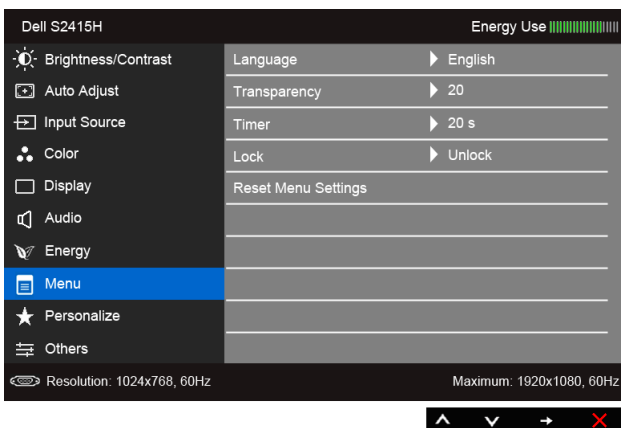 Dell S2415H Energy Use
Brightness/Contrast Language English
Auto Adjust Transparency 20
Input Source Timer 20 s
Color Lock Unlock
Display Reset Menu Settings
Audio
Energy
Menu
Personalize
Others
Resolution: 1024x768, 60Hz Maximum: 1920x1080, 60Hz